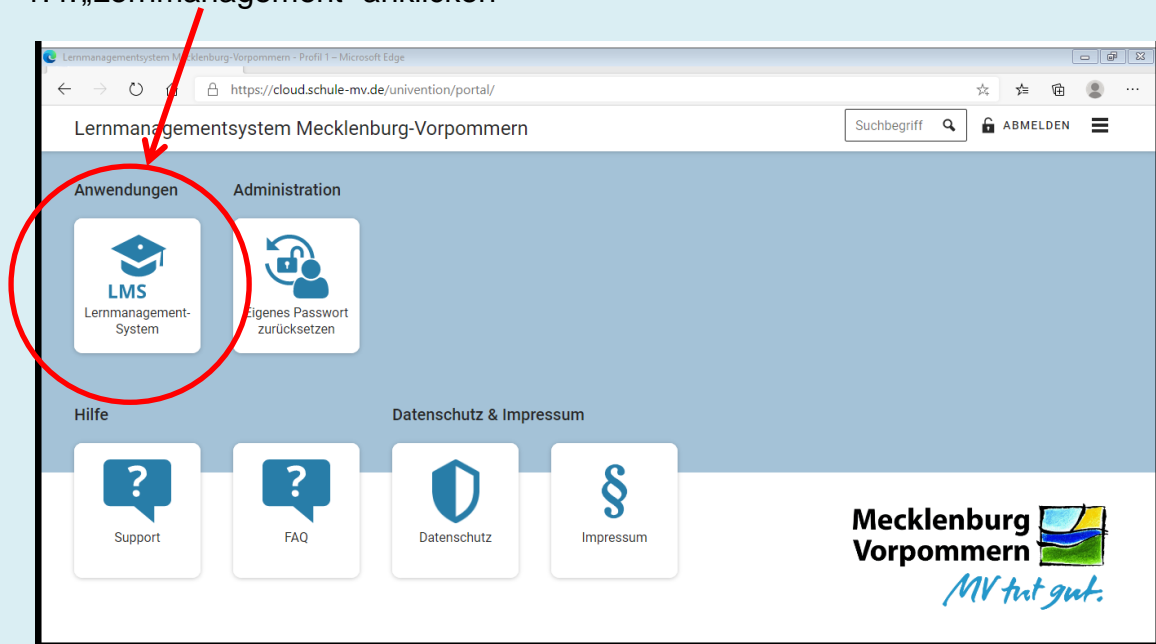 „Lernmanagement“ anklicken
Lernmanagementsystem Mecklenburg-Vorpommern - Profil 1 – Microsoft Edge
https://cloud.schule-mv.de/univention/portal/
Lernmanagementsystem Mecklenburg-Vorpommern
Suchbegriff
ABMELDEN
Anwendungen
Administration
LMS
Lernmanagement-
System
Eigenes Passwort
zurücksetzen
Hilfe
Datenschutz & Impressum
?
Support
?
FAQ
Datenschutz
§
Impressum
Mecklenburg
Vorpommern
MV tut gut.